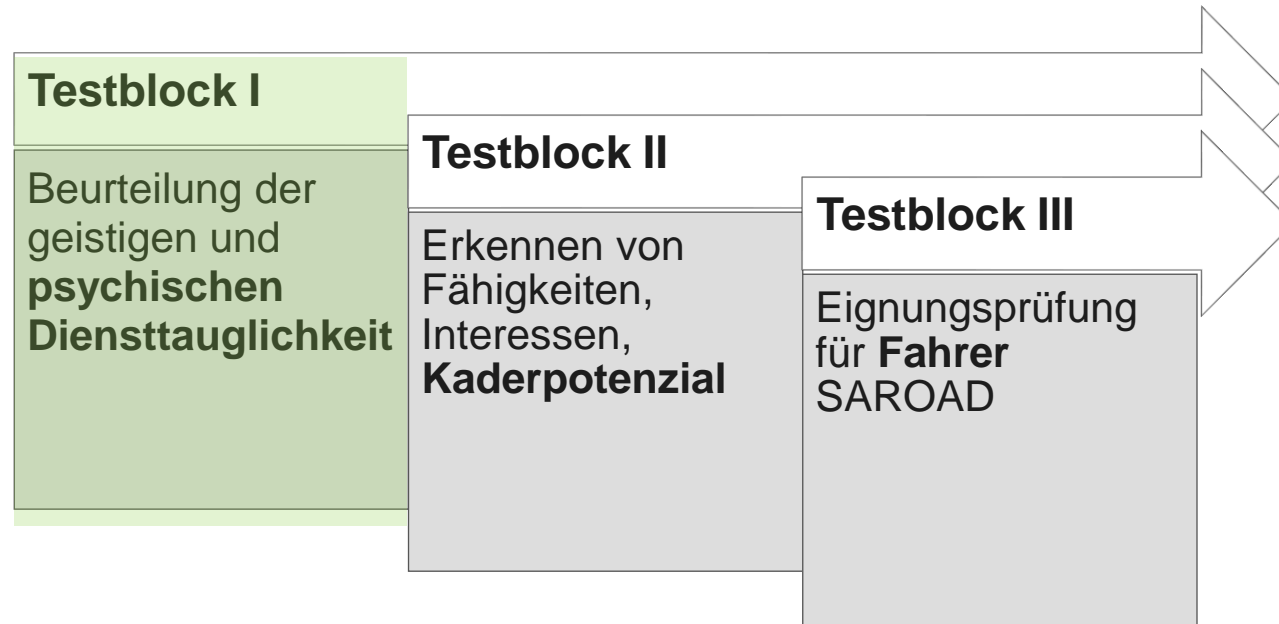 Testblock I
Beurteilung der
geistigen und
psychischen
Diensttauglichkeit
Testblock II
Erkennen von
Fähigkeiten,
Interessen,
Kaderpotenzial
Testblock III
Eignungsprüfung
für Fahrer
SAROAD